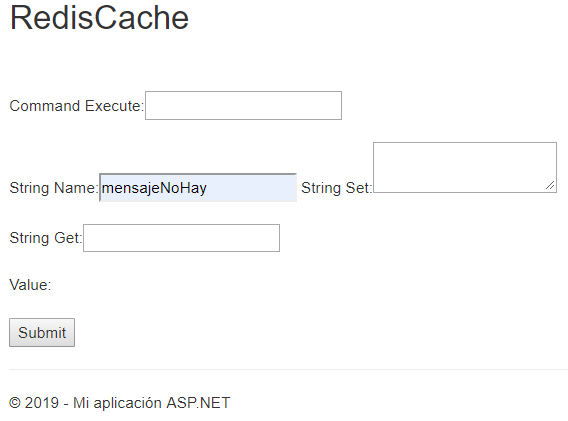 RedisCache
Command Execute:
String Name: mensajeNoHay String Set:
String Get:
Value:
Submit
© 2019 - Mi aplicación ASP.NET